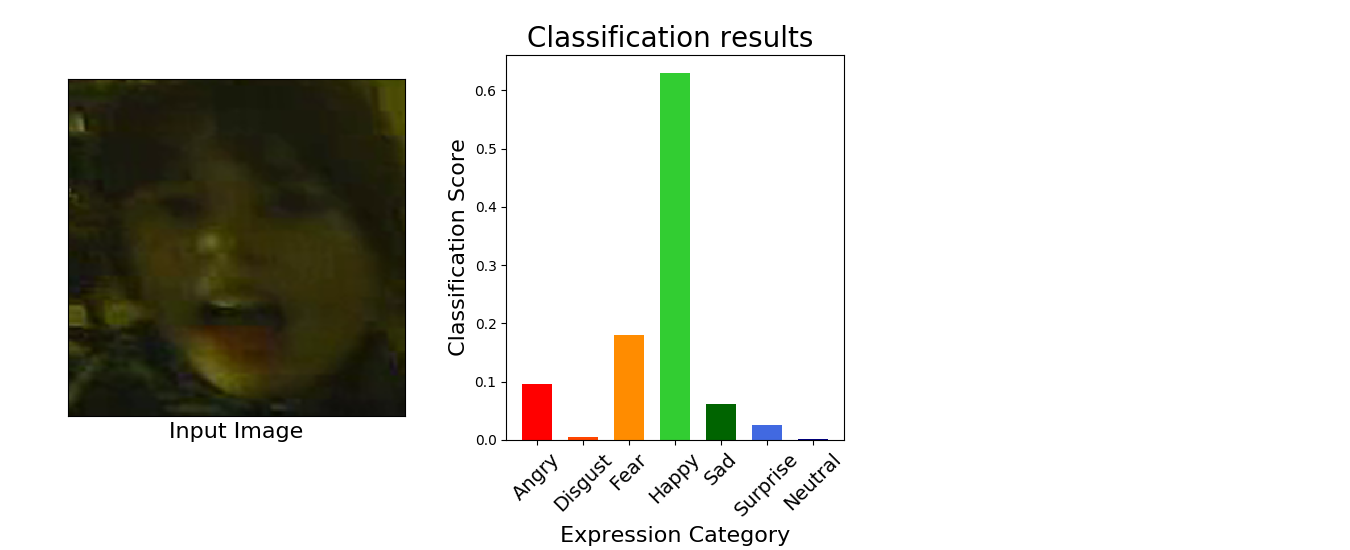 Classification results
Classification Score
0.6
0.5
0.4
0.3
0.2
0.1
0.0
Angry
Disgust
Fear
Happy
Sad
Surprise
Neutral
Expression Category
Input Image